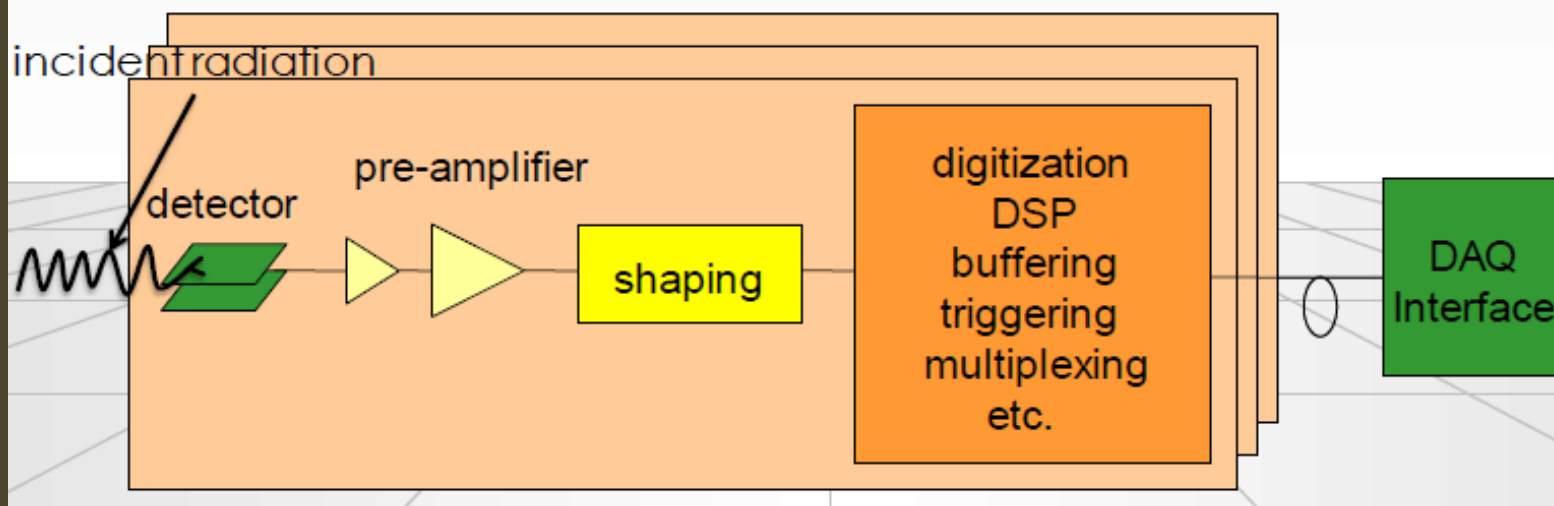 incident radiation
pre-amplifier
detector
shaping
digitization
DSP
buffering
triggering
multiplexing
etc.
DAQ
Interface